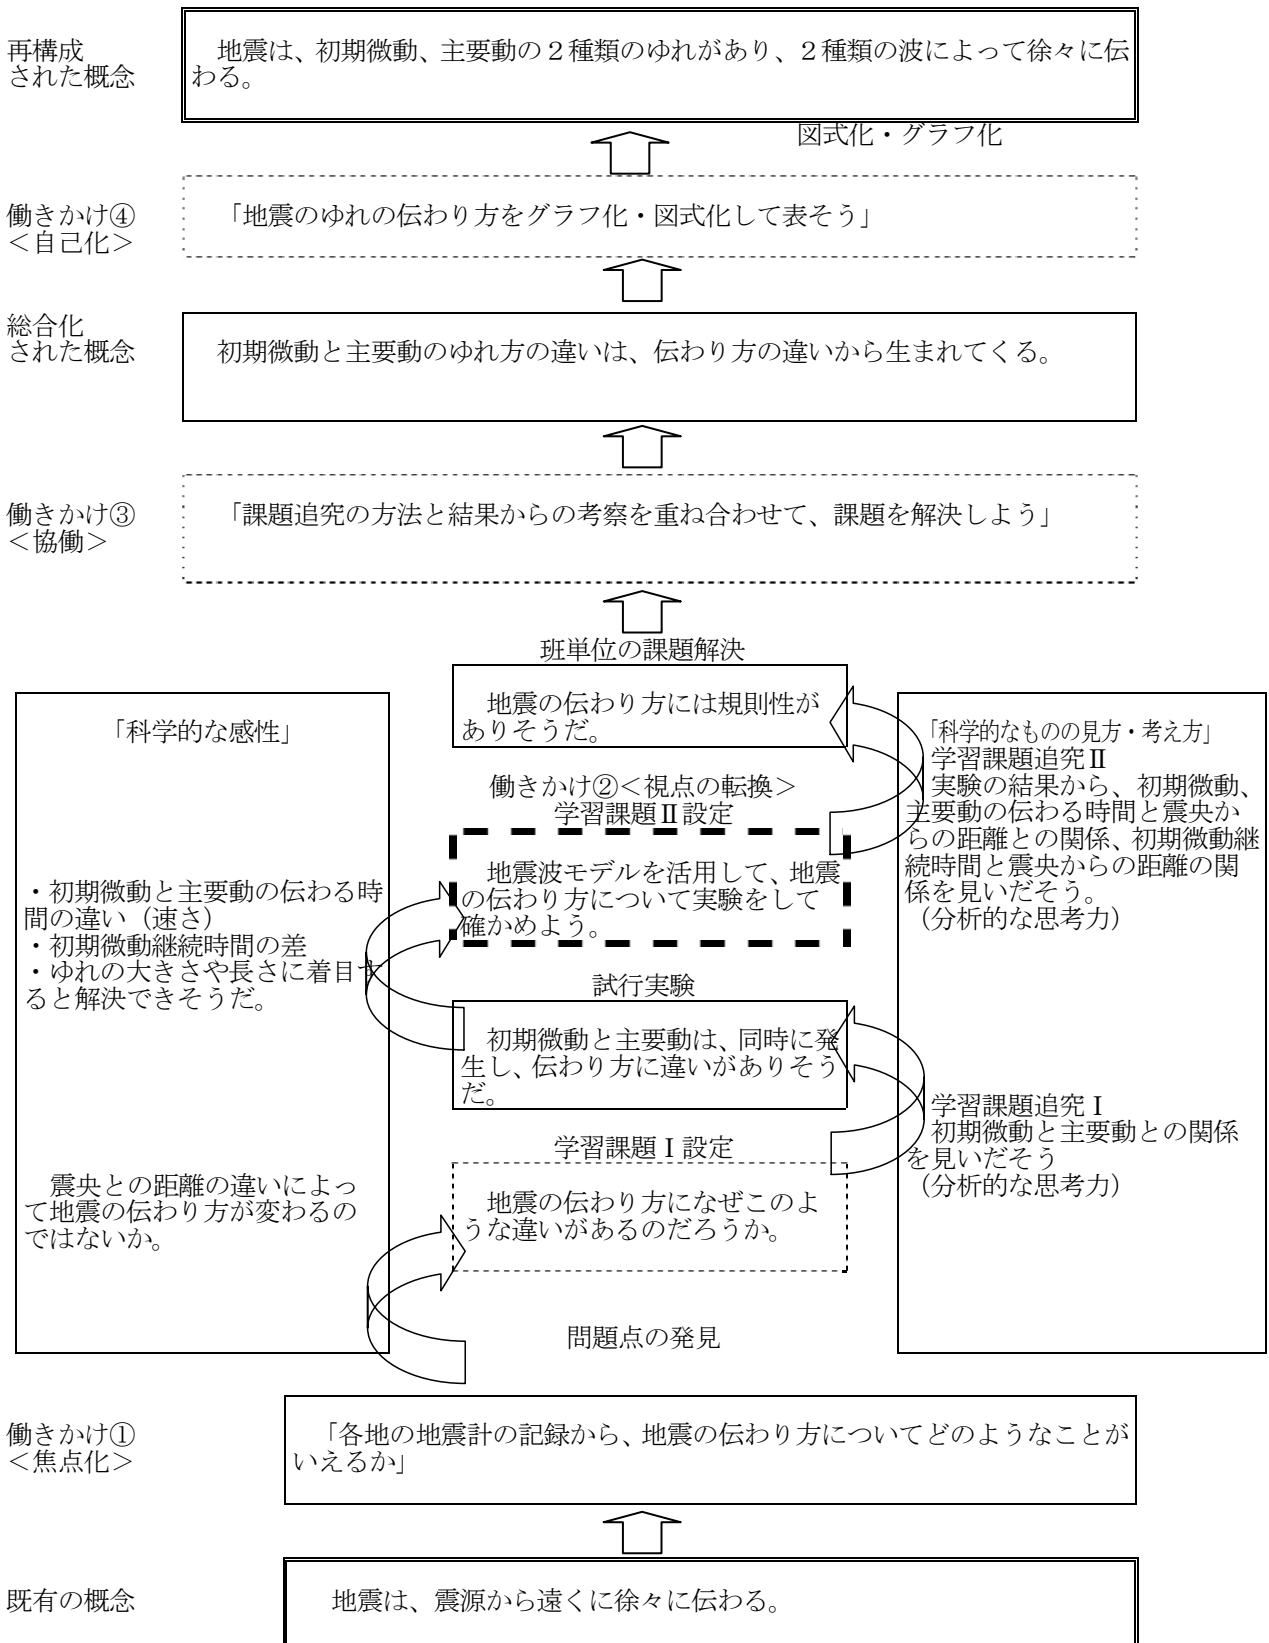 再構成
された概念
地震は、初期微動、主要動の２種類のゆれがあり、２種類の波によって徐々に伝
わる。
図式化・グラフ化
働きかけ④
＜自己化＞
「地震のゆれの伝わり方をグラフ化・図式化して表そう」
総合化
された概念
初期微動と主要動のゆれ方の違いは、伝わり方の違いから生まれてくる。
働きかけ③
＜協働＞
「課題追究の方法と結果からの考察を重ね合わせて、課題を解決しよう」
班単位の課題解決
地震の伝わり方には規則性が
ありそうだ。
「科学的な感性」
・初期微動と主要動の伝わる時
間の違い（速さ）
・初期微動継続時間の差
・ゆれの大きさや長さに着目す
ると解決できそうだ。
震央との距離の違いによっ
て地震の伝わり方が変わるの
ではないか。
働きかけ②＜視点の転換＞
学習課題Ⅱ設定
地震波モデルを活用して、地震
の伝わり方について実験をして
確かめよう。
試行実験
初期微動と主要動は、同時に発
生し、伝わり方に違いがありそう
だ。
学習課題Ⅰ設定
地震の伝わり方になぜこのよ
うな違いがあるのだろうか。
問題点の発見
「科学的なものの見方・考え方」
学習課題追究Ⅱ
実験の結果から、初期微動、
主要動の伝わる時間と震央か
らの距離との関係、初期微動継
続時間と震央からの距離の関
係を見いだそう。
（分析的な思考力）
学習課題追究Ⅰ
初期微動と主要動との関係
を見いだそう
（分析的な思考力）
働きかけ①
＜焦点化＞
「各地の地震計の記録から、地震の伝わり方についてどのようなことが
いえるか」
既有の概念
地震は、震源から遠くに徐々に伝わる。